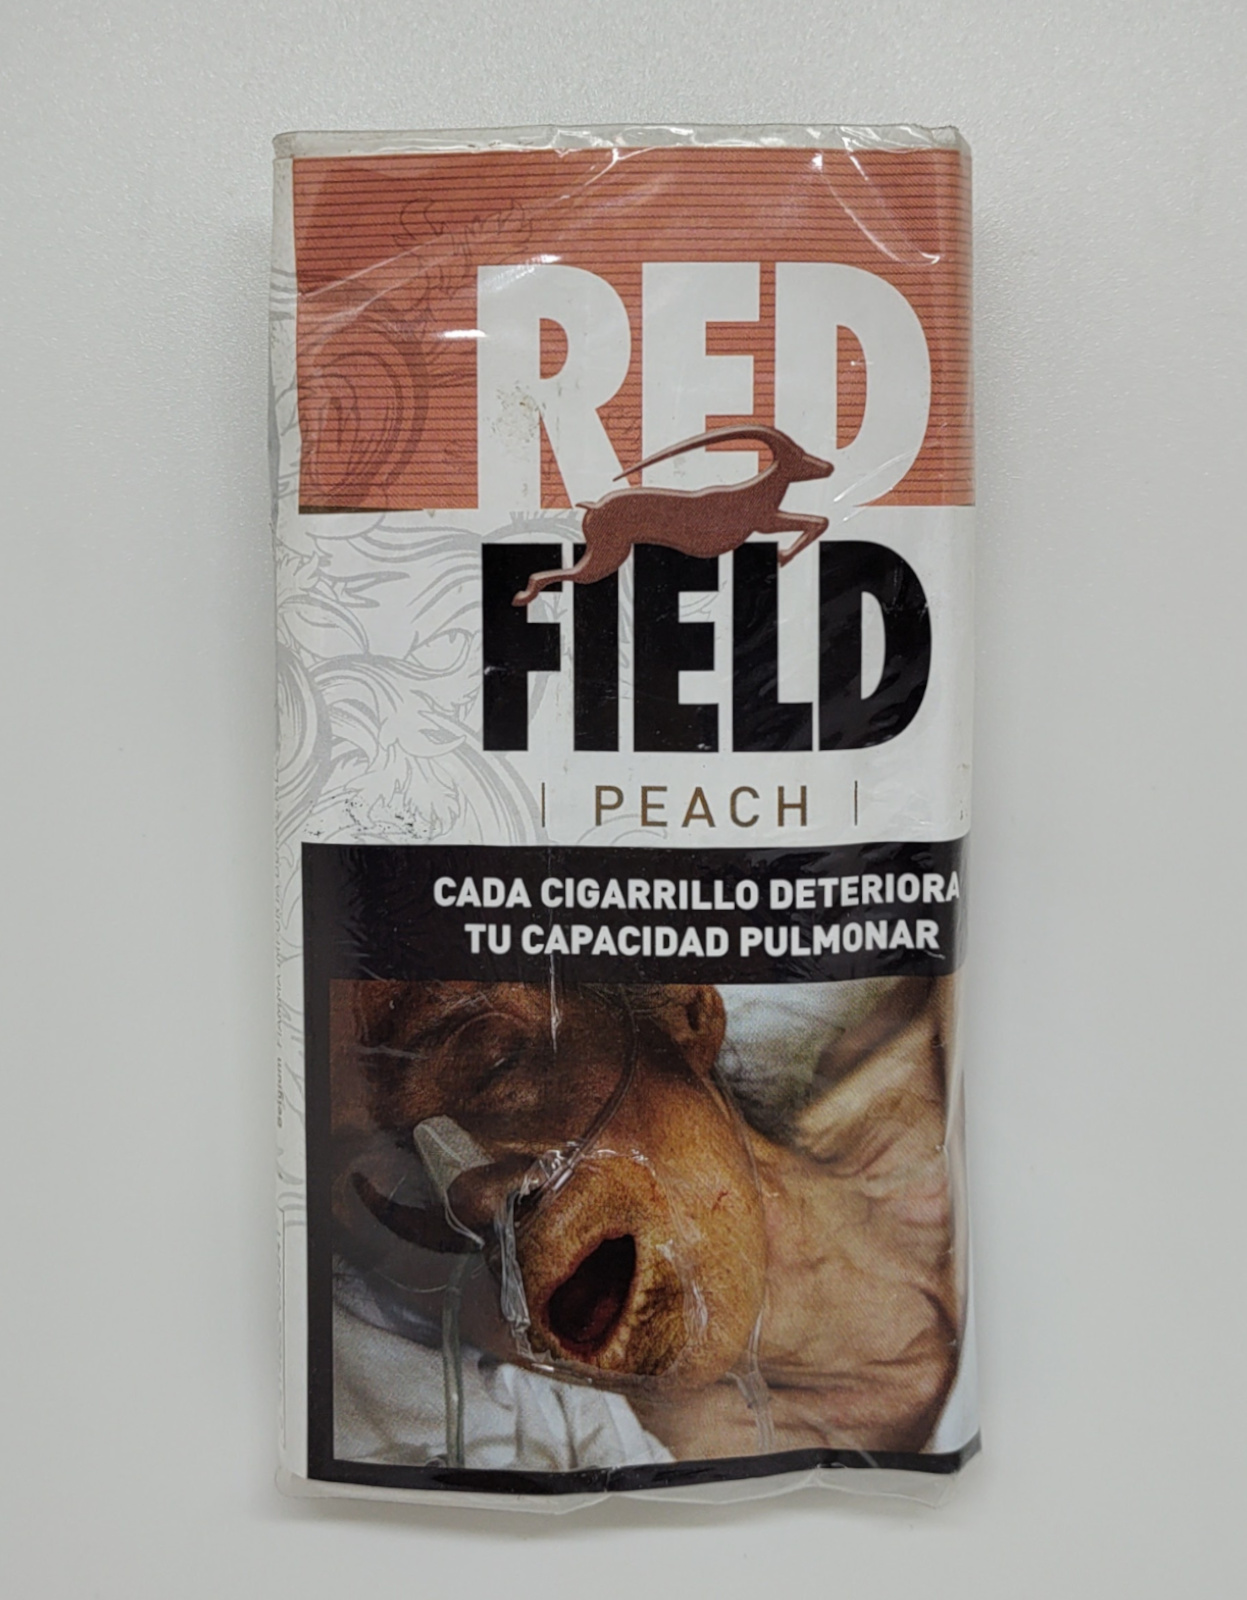 RED
FIELD
PEACH
CADA CIGARRILLO DETERIORA
TU CAPACIDAD PULMONAR